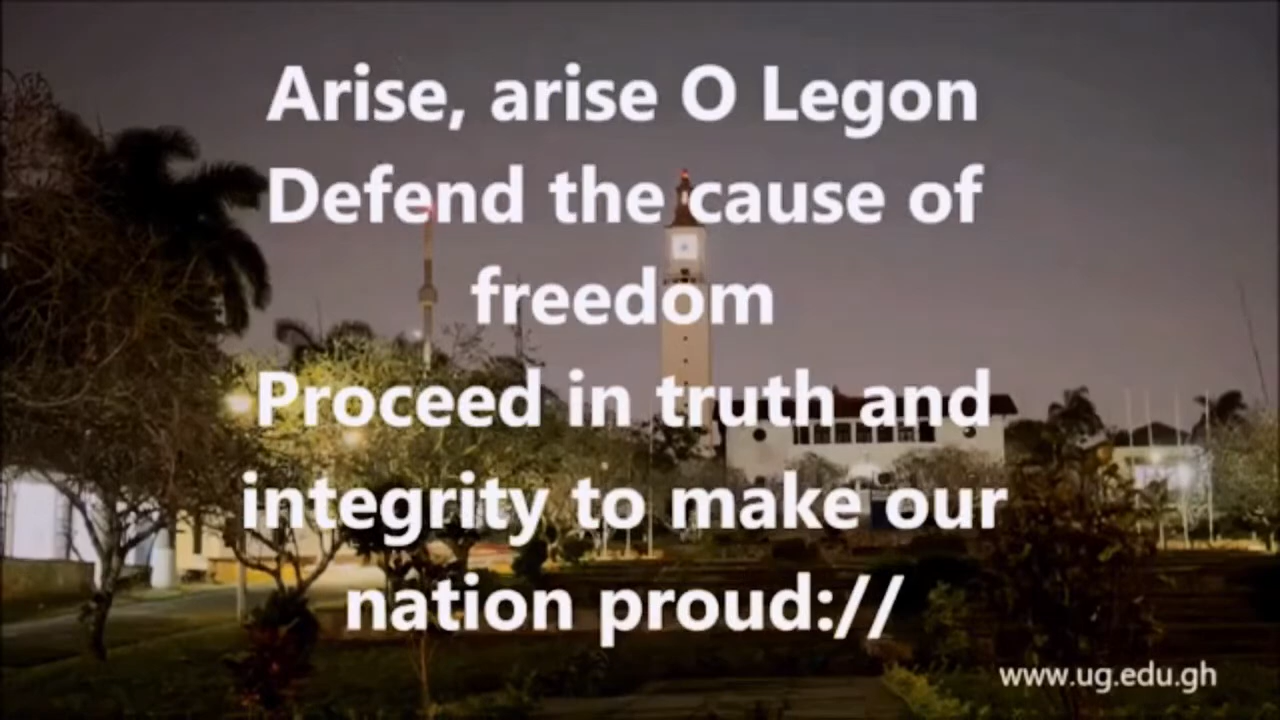 Arise, arise O Legon
Defend the cause of
freedom
Proceed in truth and
integrity to make our
nation proud://
www.ug.edu.gh